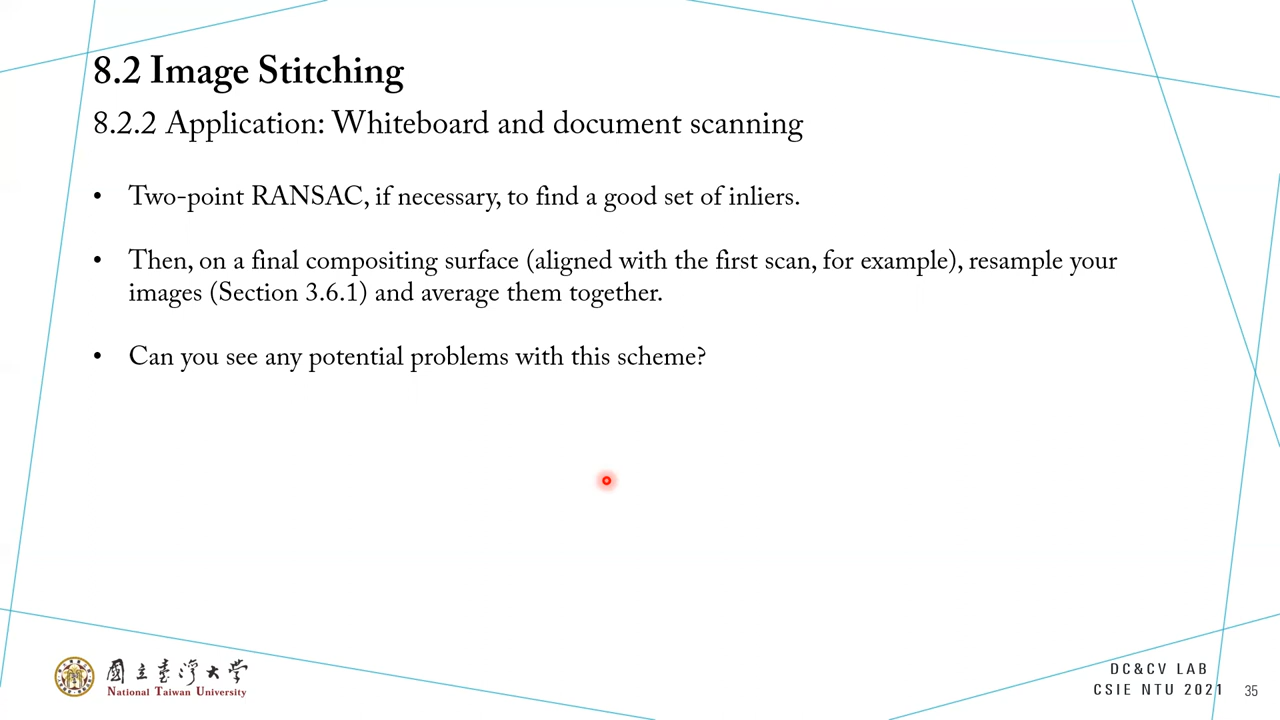 8.2 Image Stitching
8.2.2 Application: Whiteboard and document scanning
• Two-point RANSAC, if necessary, to find a good set of inliers.
• Then, on a final compositing surface (aligned with the first scan, for example), resample your
images (Section 3.6.1) and average them together.
• Can you see any potential problems with this scheme?
國立臺灣大學
National Taiwan University
DC&CV LAB
CSIE NTU 2021
35